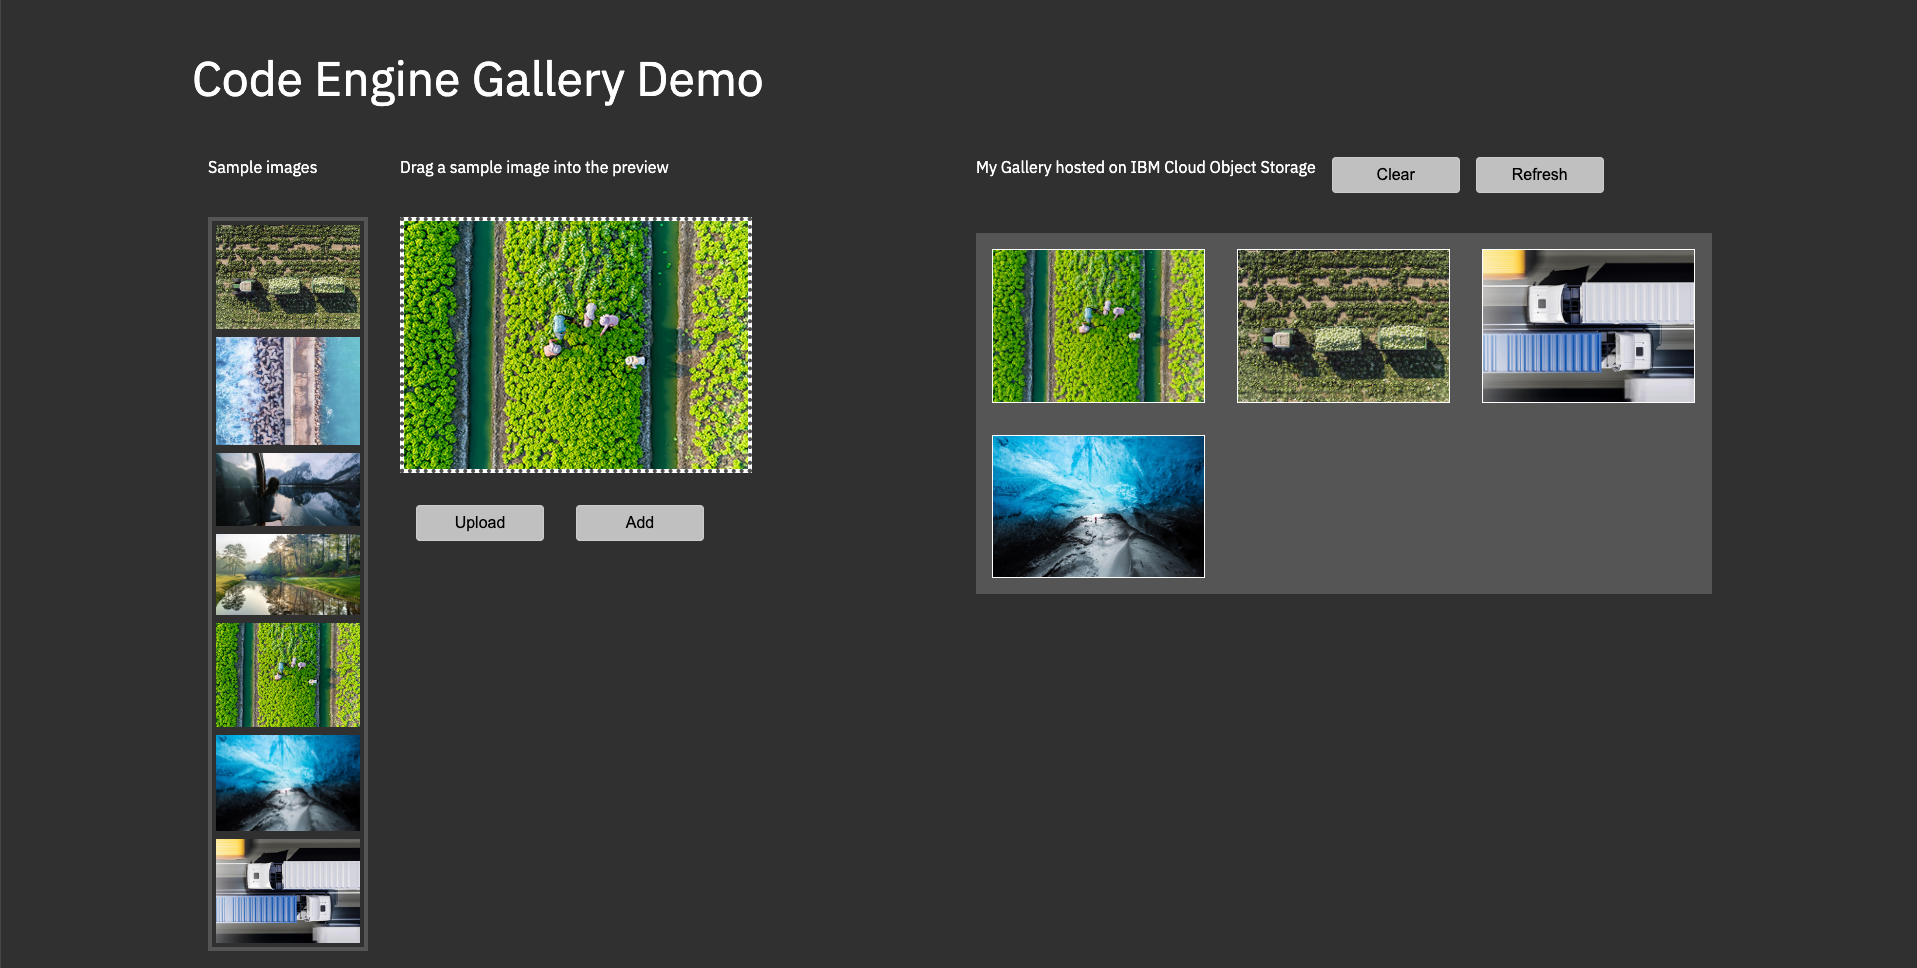 Code Engine Gallery Demo
Sample images
Drag a sample image into the preview
My Gallery hosted on IBM Cloud Object Storage
Clear
Refresh
Upload
Add